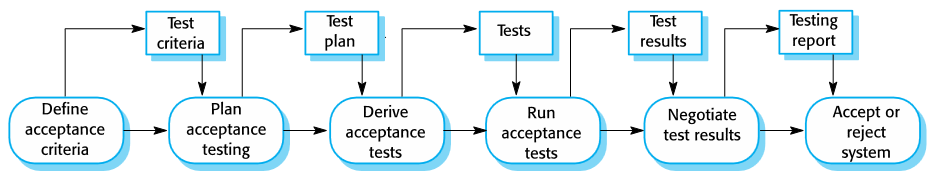 Test
criteria
Test
plan
Tests
Test
results
Testing
report
Define
acceptance
criteria
Plan
acceptance
testing
Derive
acceptance
tests
Run
acceptance
tests
Negotiate
test results
Accept or
reject
system